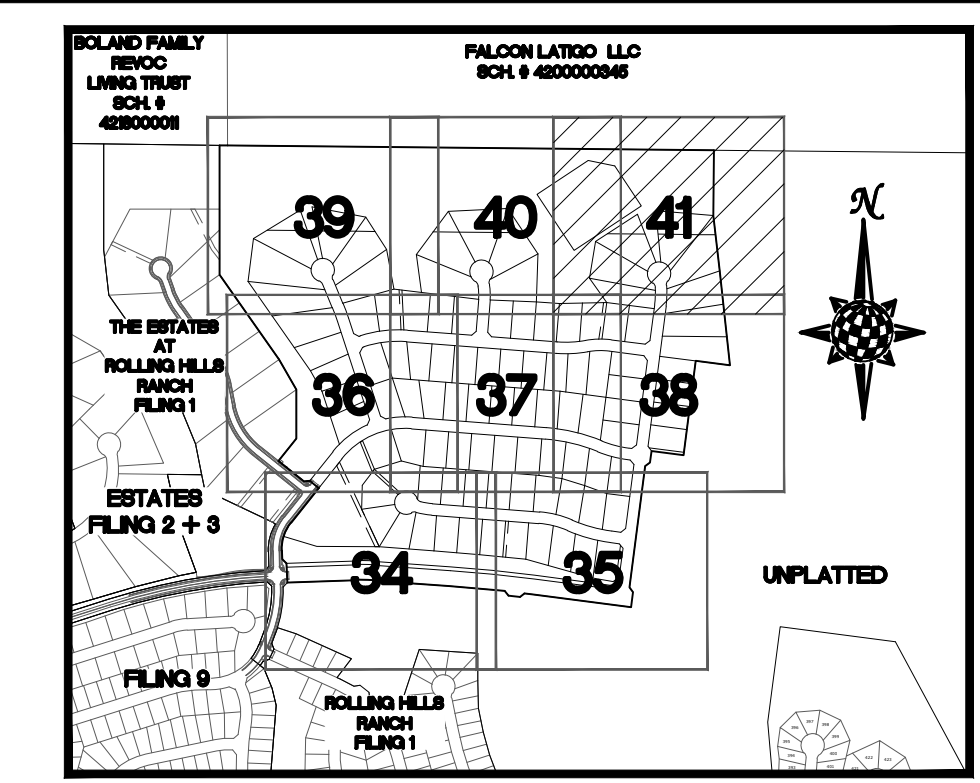 BOLAND FAMILY
REVOC
LIVING TRUST
SCH. #
4213000011
FALCON LATIGO LLC
SCH. # 4200000345
N
39
40
41
THE ESTATES
AT
ROLLING HILLS
RANCH
FILING 1
36
37
38
ESTATES
FILING 2 + 3
34
35
UNPLATTED
FILING 9
ROLLING HILLS
RANCH
FILING 1